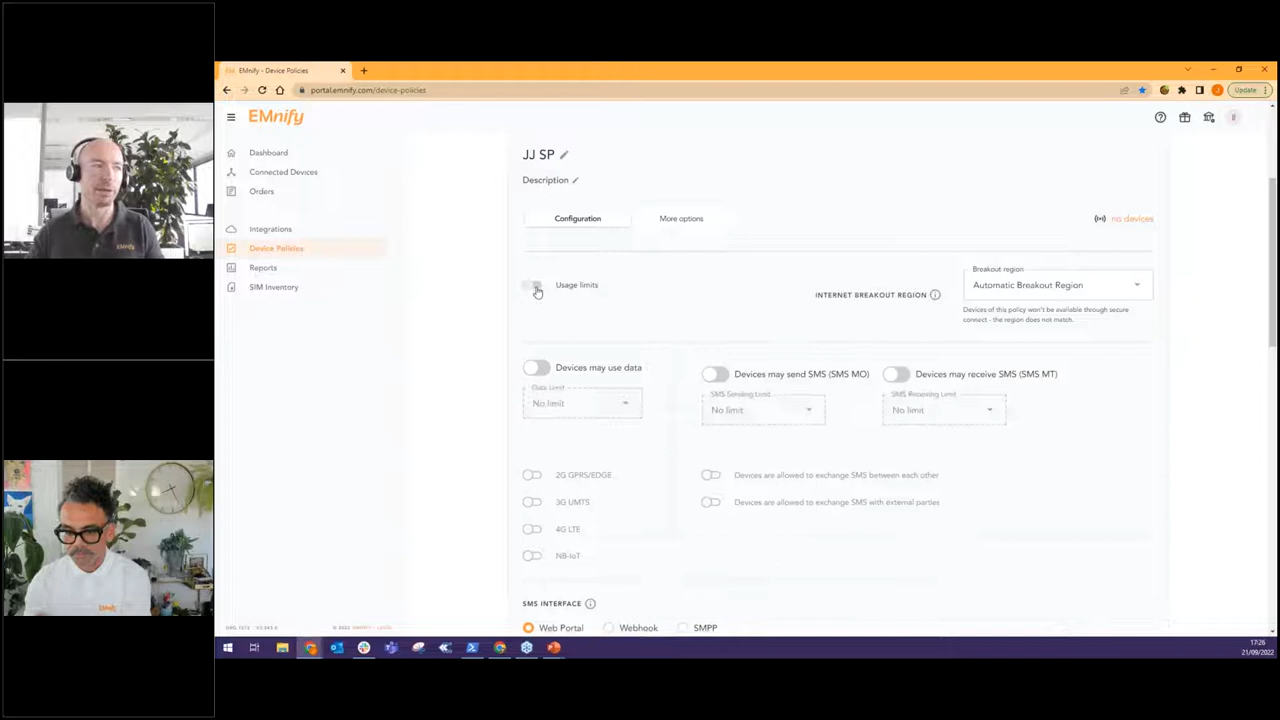 EMnify - Device Policies
portal.emnify.com/device-policies
Update
EMnify
Dashboard
Connected Devices
Orders
Integrations
Device Policies
Reports
SIM Inventory
JJ SP
Description
Configuration
More options
no devices
Usage limits
INTERNET BREAKOUT REGION
Breakout region
Automatic Breakout Region
Devices of this policy won't be available through secure
connect - the region does not match.
Devices may use data
Data Limit
No limit
Devices may send SMS (SMS MO)
SMS Sending Limit
No limit
Devices may receive SMS (SMS MT)
SMS Receiving Limit
No limit
2G GPRS/EDGE
3G UMTS
4G LTE
NB-IoT
Devices are allowed to exchange SMS between each other
Devices are allowed to exchange SMS with external parties
SMS INTERFACE
Web Portal
Webhook
SMPP
17:26
21/09/2022